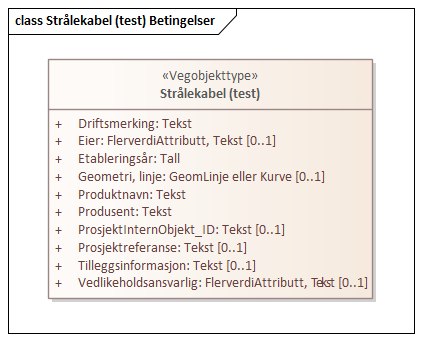 class Strålekabel (test) Betingelser
«Vegobjekttype»
Strålekabel (test)
+ Driftsmerking: Tekst
+ Eier: FlerverdiAttributt, Tekst [0..1]
+ Etableringsår: Tall
+ Geometri, linje: GeomLinje eller Kurve [0..1]
+ Produktnavn: Tekst
+ Produsent: Tekst
+ ProsjektInternObjekt_ID: Tekst [0..1]
+ Prosjektreferanse: Tekst [0..1]
+ Tilleggsinformasjon: Tekst [0..1]
+ Vedlikeholdsansvarlig: FlerverdiAttributt, Tekst [0..1]